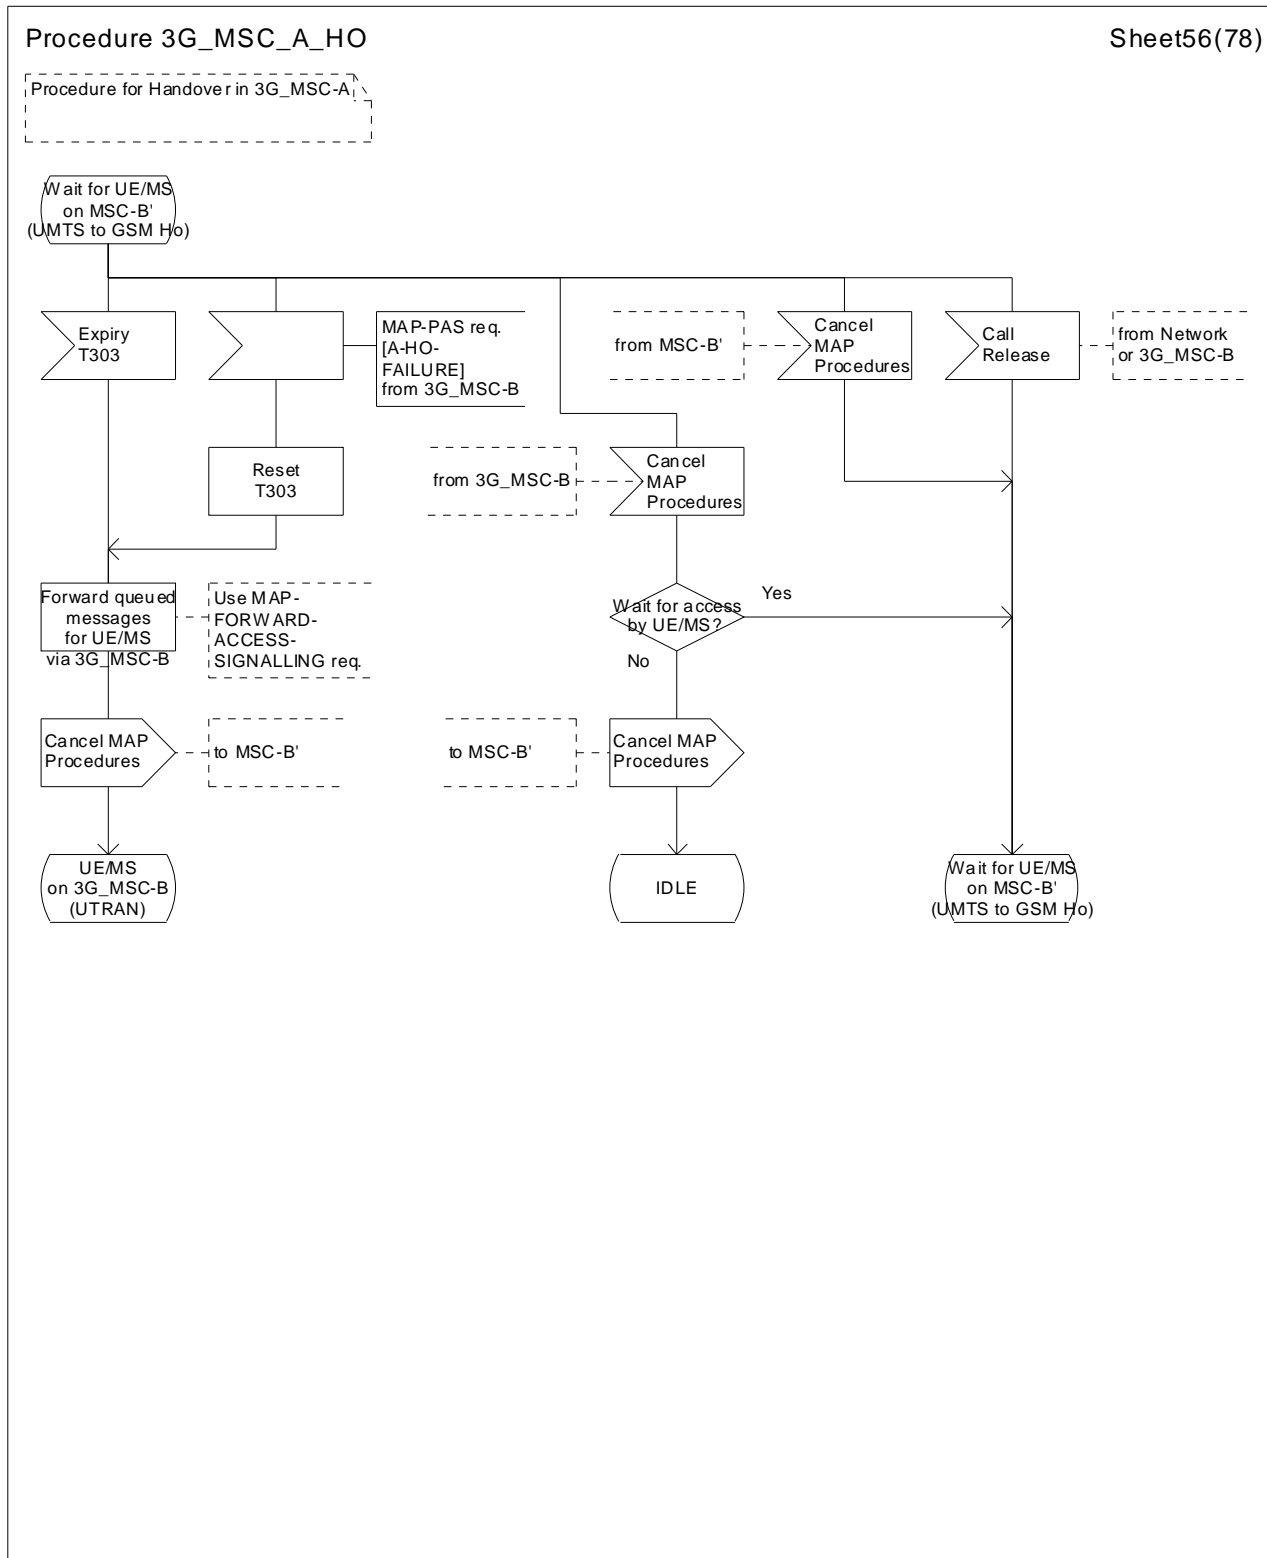 Procedure 3G_MSC_A_HO
Sheet56(78)
Procedure for Handover in 3G_MSC-A
Wait for UE/MS
on MSC-B'
(UMTS to GSM Ho)
Expiry
T303
MAP-PAS req.
[A-HO-
FAILURE]
from 3G_MSC-B
from MSC-B'
Cancel
MAP
Procedures
Call
Release
from Network
or 3G_MSC-B
Reset
T303
from 3G_MSC-B
Cancel
MAP
Procedures
Forward queued
messages
for UE/MS
via 3G_MSC-B
Use MAP-
FORWARD-
ACCESS-
SIGNALLING req.
Wait for access
by UE/MS?
Yes
No
Cancel MAP
Procedures
to MSC-B'
to MSC-B'
Cancel MAP
Procedures
UE/MS
on 3G_MSC-B
(UTRAN)
IDLE
Wait for UE/MS
on MSC-B'
(UMTS to GSM Ho)